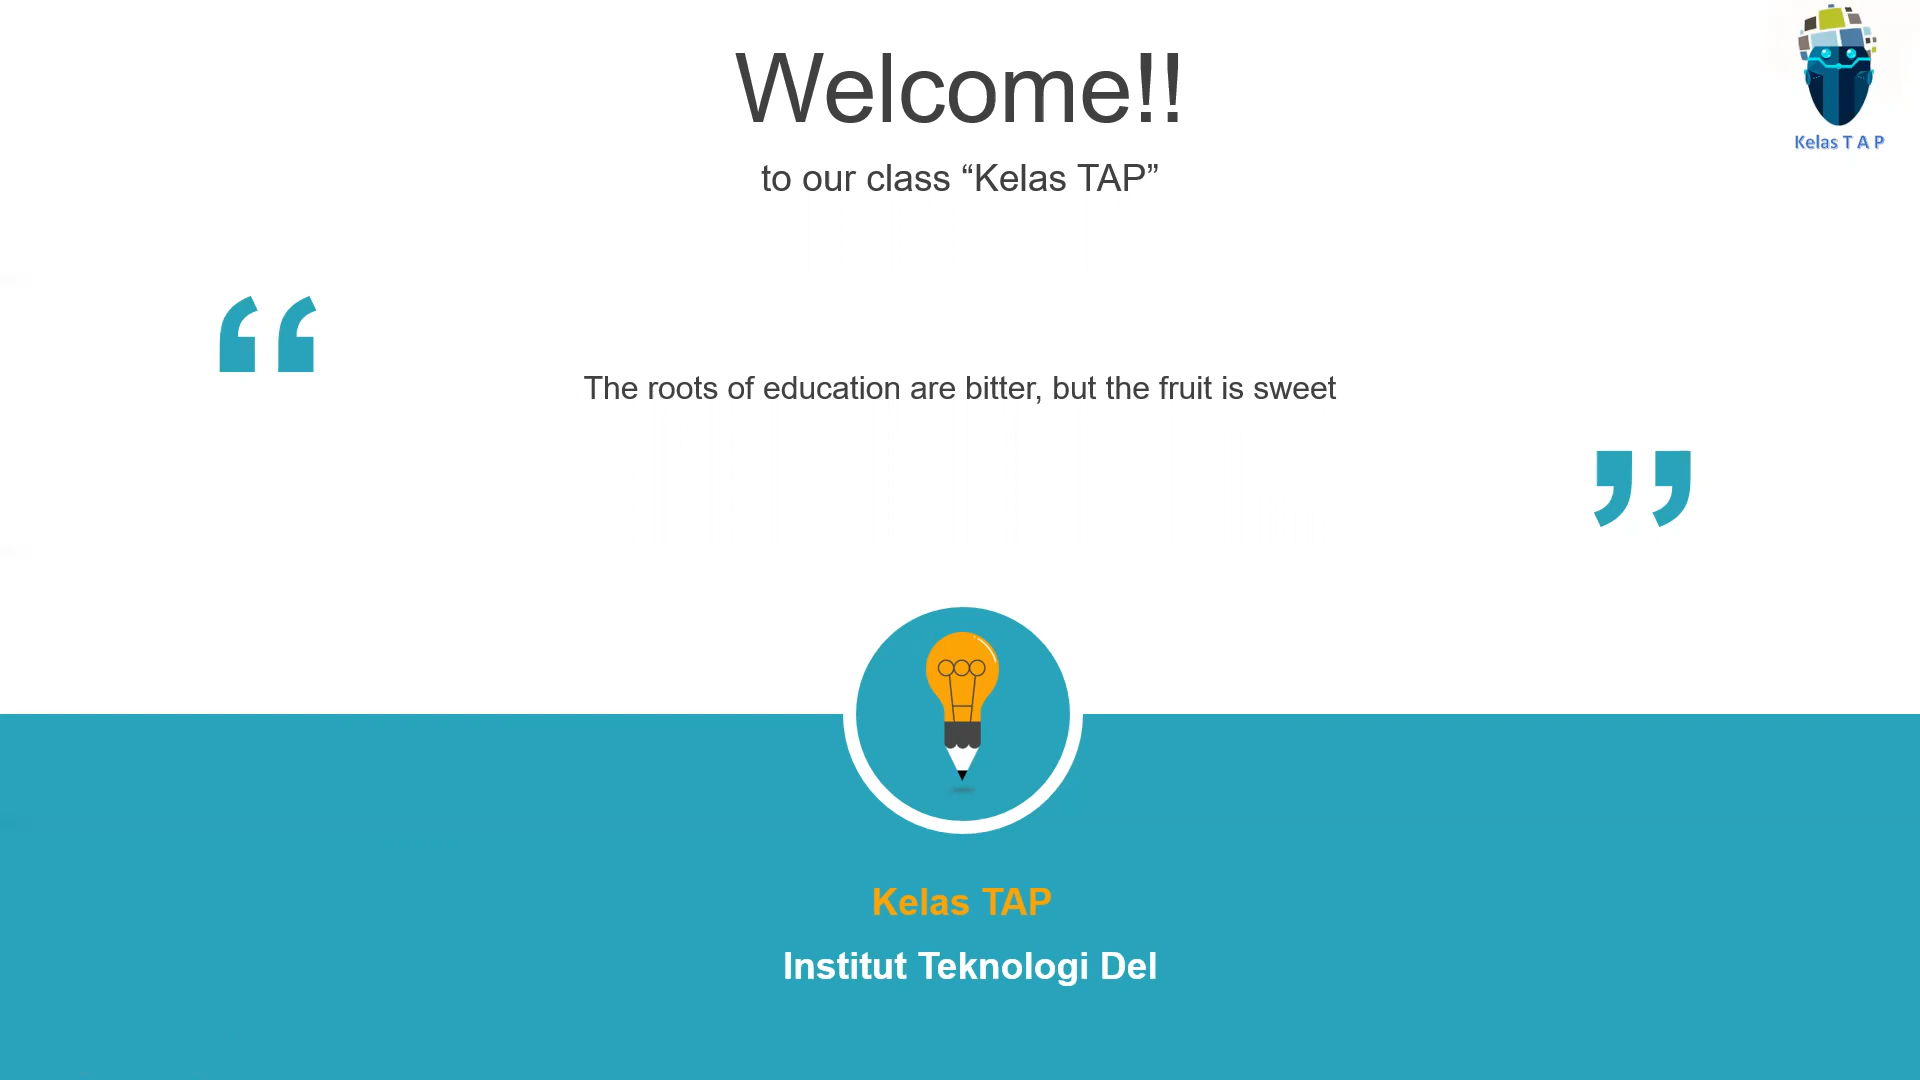 Welcome!!
Kelas T A P
to our class “Kelas TAP”
The roots of education are bitter, but the fruit is sweet
Kelas TAP
Institut Teknologi Del